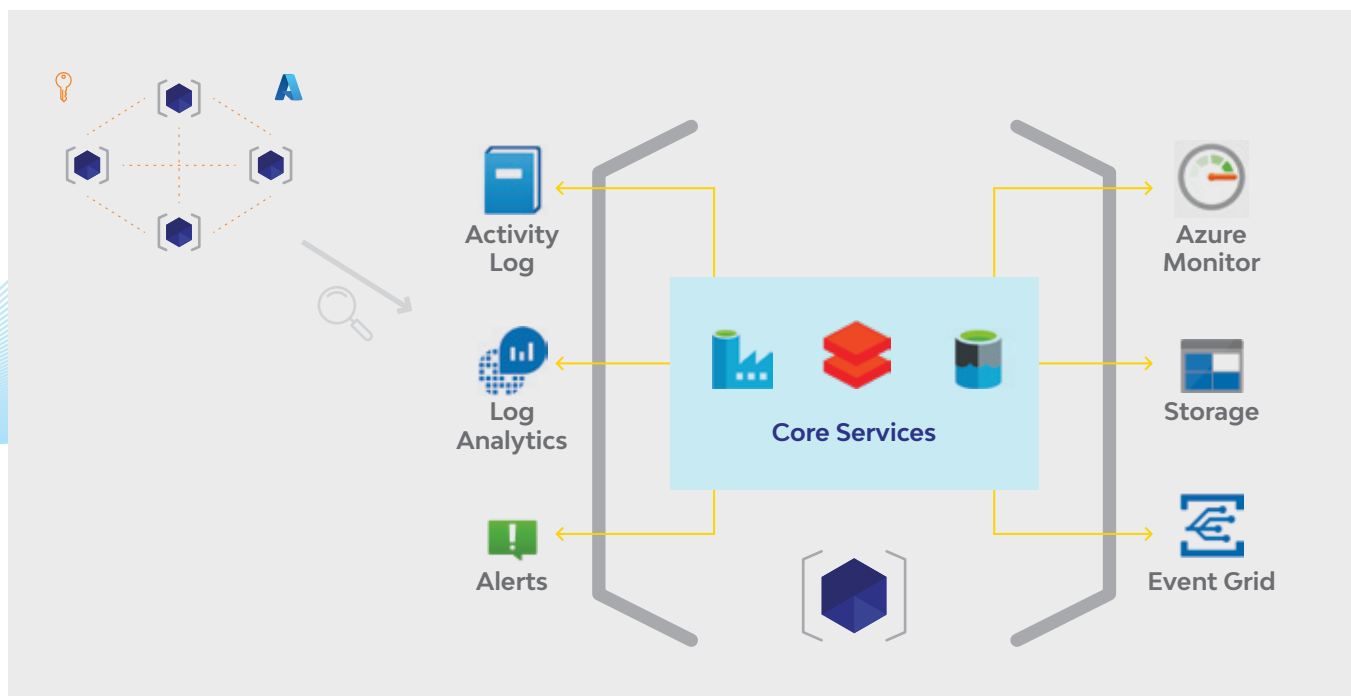 Activity
Log
Log
Analytics
Alerts
Core Services
Azure
Monitor
Storage
Event Grid